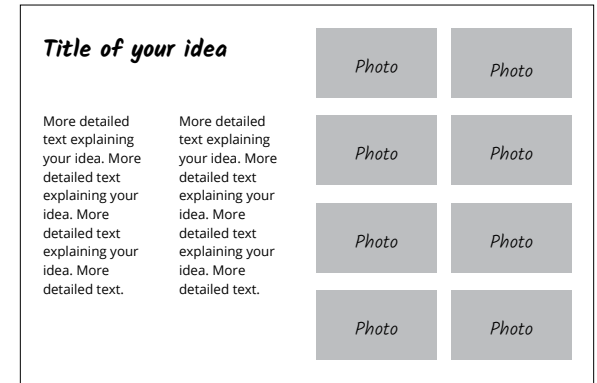 Title of your idea
More detailed
text explaining
your idea. More
detailed text
explaining your
idea. More
detailed text
explaining your
idea. More
detailed text.
More detailed
text explaining
your idea. More
detailed text
explaining your
idea. More
detailed text
explaining your
idea. More
detailed text.
Photo
Photo
Photo
Photo
Photo
Photo
Photo
Photo